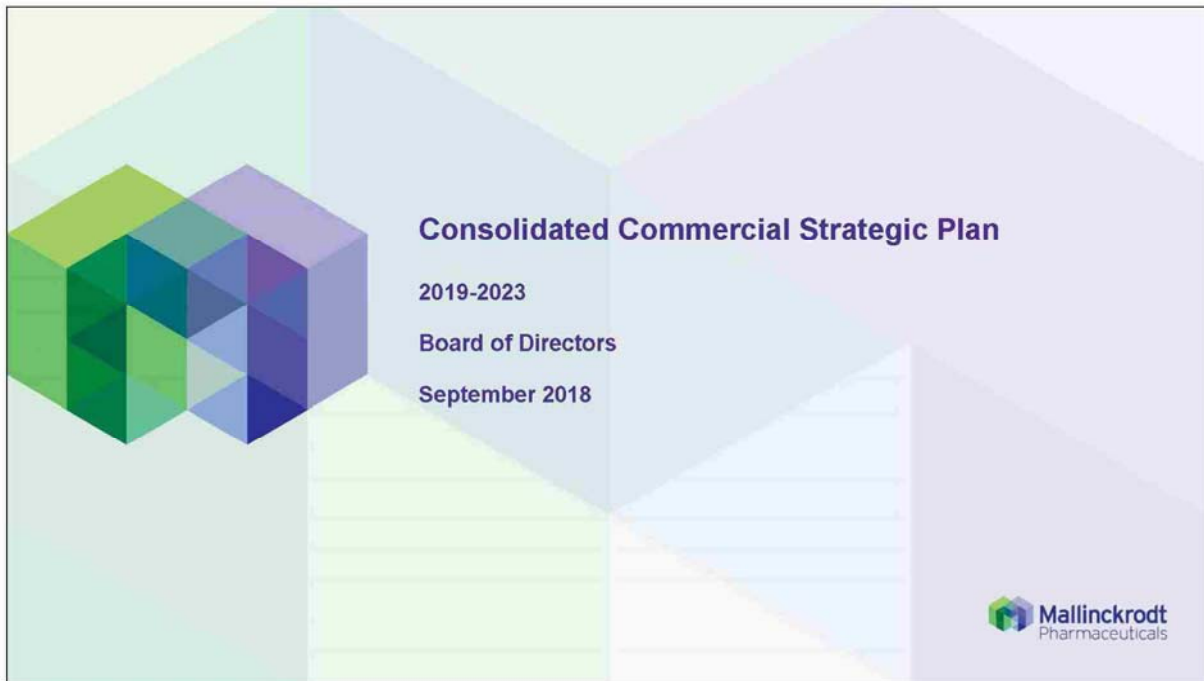 Consolidated Commercial Strategic Plan
2019-2023
Board of Directors
September 2018
Mallinckrodt
Pharmaceuticals